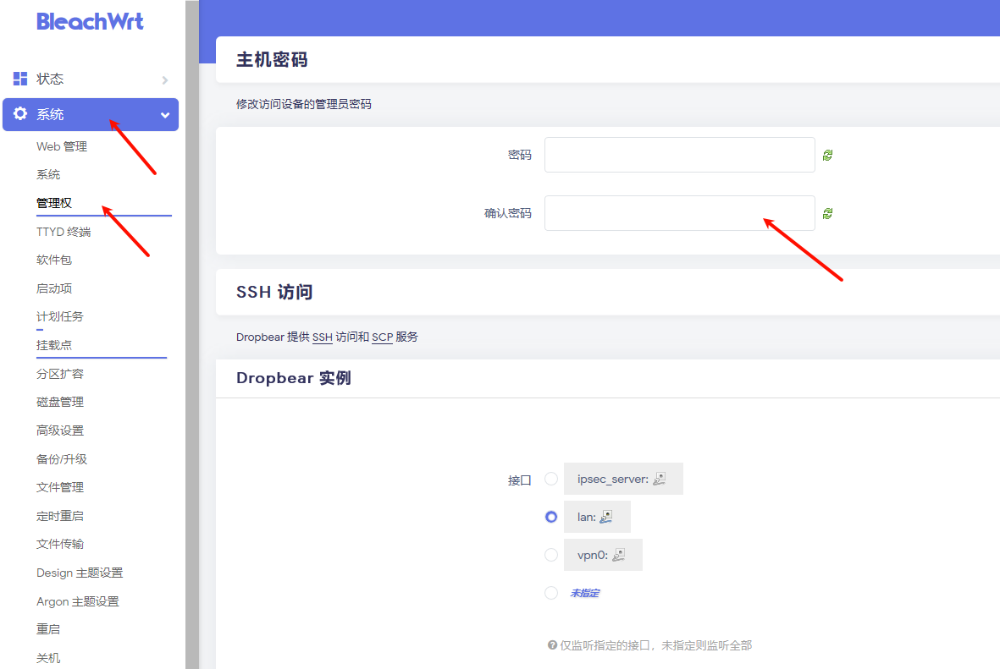 BleachWrt
状态
系统
Web 管理
系统
管理权
TTYD 终端
软件包
启动项
计划任务
挂载点
分区扩容
磁盘管理
高级设置
备份/升级
文件管理
定时重启
文件传输
Design 主题设置
Argon 主题设置
重启
关机
主机密码
修改访问设备的管理员密码
密码
确认密码
SSH 访问
Dropbear 提供 SSH 访问和 SCP 服务
Dropbear 实例
接口
ipsec_server:
lan:
vpn0:
未指定
仅监听指定的接口，未指定则监听全部